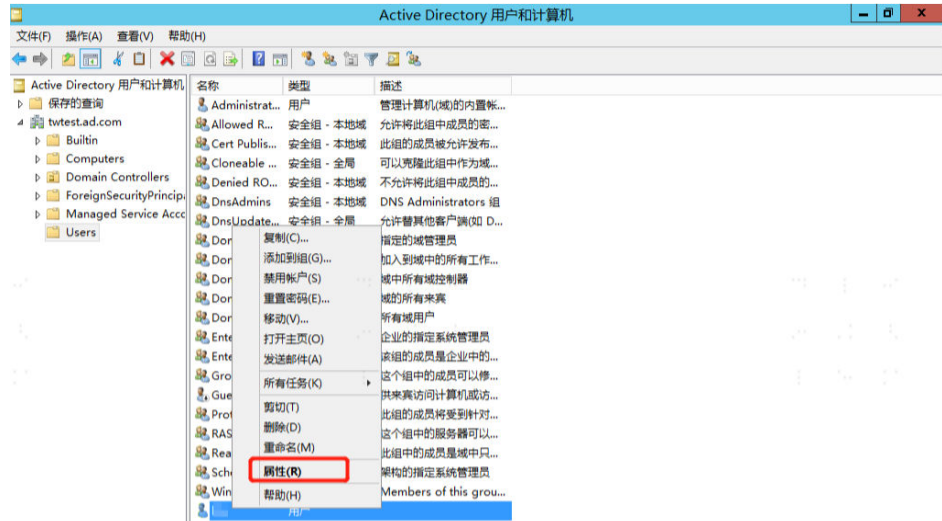 Active Directory 用户和计算机
文件(F) 操作(A) 查看(V) 帮助(H)
Active Directory 用户和计算机
保存的查询
twtest.ad.com
Builtin
Computers
Domain Controllers
ForeignSecurityPrincip
Managed Service Acc
Users
名称 类型 描述
Administrat... 用户 管理计算机(域)的内置帐...
Allowed R... 安全组 - 本地域 允许将此组中成员的密...
Cert Publis... 安全组 - 本地域 此组的成员被允许发布...
Cloneable ... 安全组 - 全局 可以克隆此组中作为域...
Denied RO... 安全组 - 本地域 不允许将此组中成员的...
DnsAdmins 安全组 - 本地域 DNS Administrators 组
DnsUpdate... 安全组 - 全局 允许替其他客户端(如 D...
Dor 指定的域管理员
Dor 加入到域中的所有工作...
Dor 域中所有域控制器
Dor 域的所有来宾
Dor 所有域用户
Ente 企业的指定系统管理员
Ente 该组的成员是企业中的...
Gro 这个组中的成员可以修...
Gue 供来宾访问计算机或访...
Prot 此组的成员将受到针对...
RAS 这个组中的服务器可以...
Rea 此组中的成员是域中只...
Sch 架构的指定系统管理员
Win Members of this grou...
用户
复制(C)...
添加到组(G)...
禁用帐户(S)
重置密码(E)...
移动(V)...
打开主页(O)
发送邮件(A)
所有任务(K)
剪切(T)
删除(D)
重命名(M)
属性(R)
帮助(H)